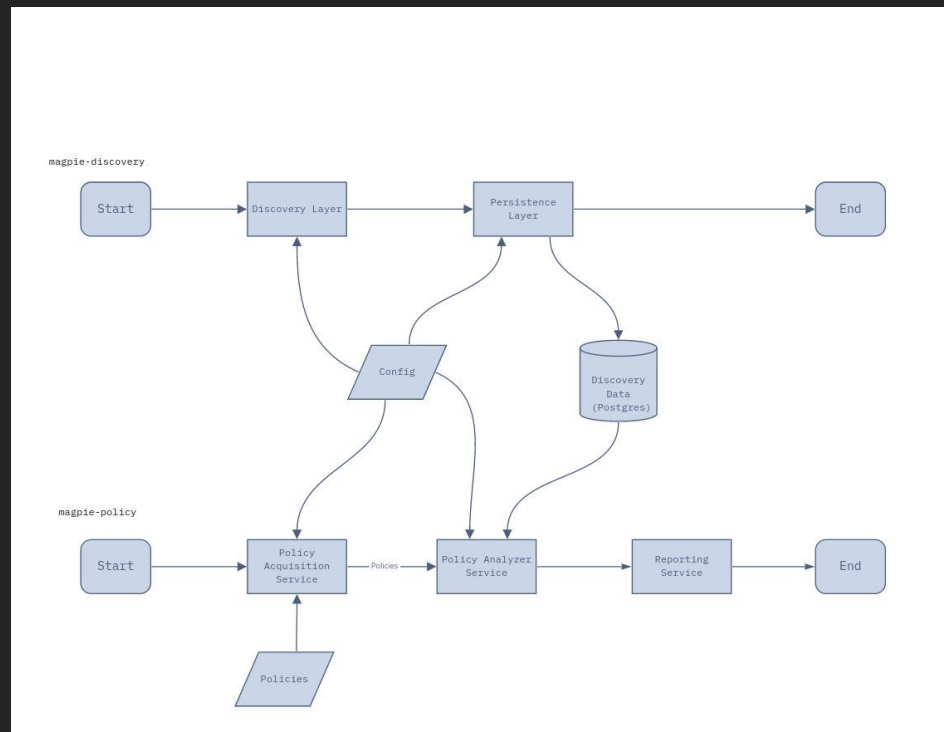 magpie-discovery
Start
Discovery Layer
Persistence
Layer
End
Config
Discovery
Data
(Postgres)
magpie-policy
Start
Policy
Acquisition
Service
Policies
Policy Analyzer
Service
Reporting
Service
End
Policies